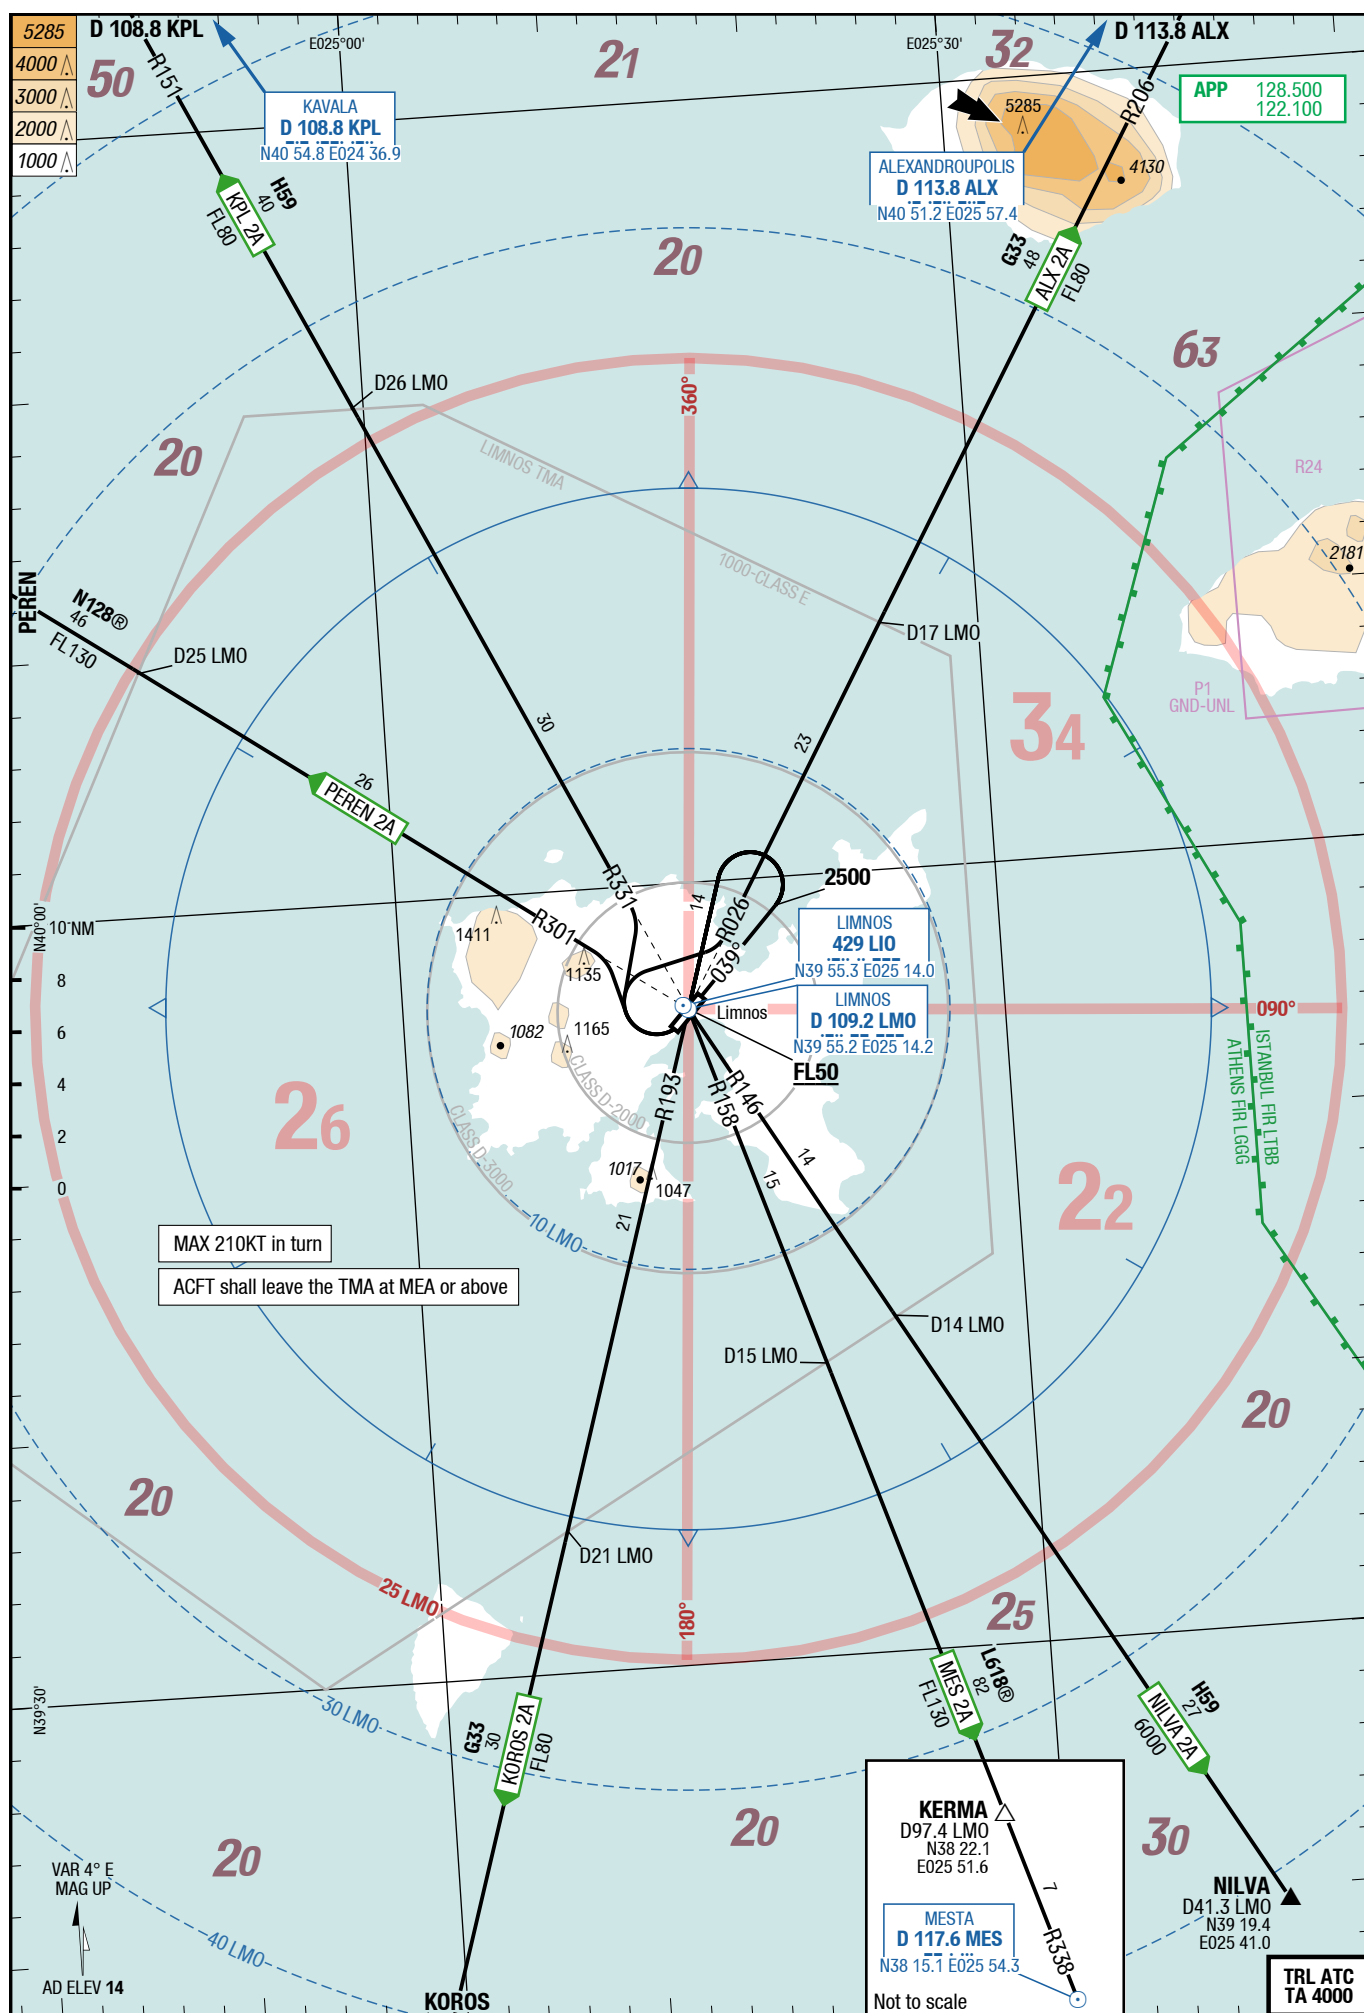 5285
4000
3000
2000
1000
D 108.8 KPL
50
R151
E025°00'
21
E025°30'
32
D 113.8 ALX
R206
APP 128.500
122.100
KAVALA
D 108.8 KPL
N40 54.8 E024 36.9
5285
4130
ALEXANDROUPOLIS
D 113.8 ALX
N40 51.2 E025 57.4
H59
40
KPL 2A
FL80
20
G33
48
ALX 2A
FL80
63
D26 LMO
360°
20
LIMNOS TMA
R24
1000-CLASS E
2181
PEREN
N128®
46
FL130
D25 LMO
D17 LMO
P1
GND-UNL
34
30
23
26
PEREN 2A
R331
R301
14
R026
039°
2500
N40°00'
10 NM
8
6
4
2
0
1411
1135
1082
1165
LIMNOS
429 LIO
N39 55.3 E025 14.0
LIMNOS
D 109.2 LMO
N39 55.2 E025 14.2
Limnos
FL50
090°
ISTANBUL FIR LTBB
ATHENS FIR LGGG
CLASS D-2000
CLASS D-3000
R193
R158
R146
26
22
14
15
1017
1047
21
10 LMO
MAX 210KT in turn
ACFT shall leave the TMA at MEA or above
D14 LMO
D15 LMO
20
20
D21 LMO
25 LMO
180°
25
N39°30'
30 LMO
G33
30
KOROS 2A
FL80
L618®
82
MES 2A
FL130
H59
27
NILVA 2A
6000
20
20
30
KERMA
D97.4 LMO
N38 22.1
E025 51.6
7
R338
MESTA
D 117.6 MES
N38 15.1 E025 54.3
Not to scale
NILVA
D41.3 LMO
N39 19.4
E025 41.0
VAR 4° E
MAG UP
40 LMO
AD ELEV 14
KOROS
TRL ATC
TA 4000